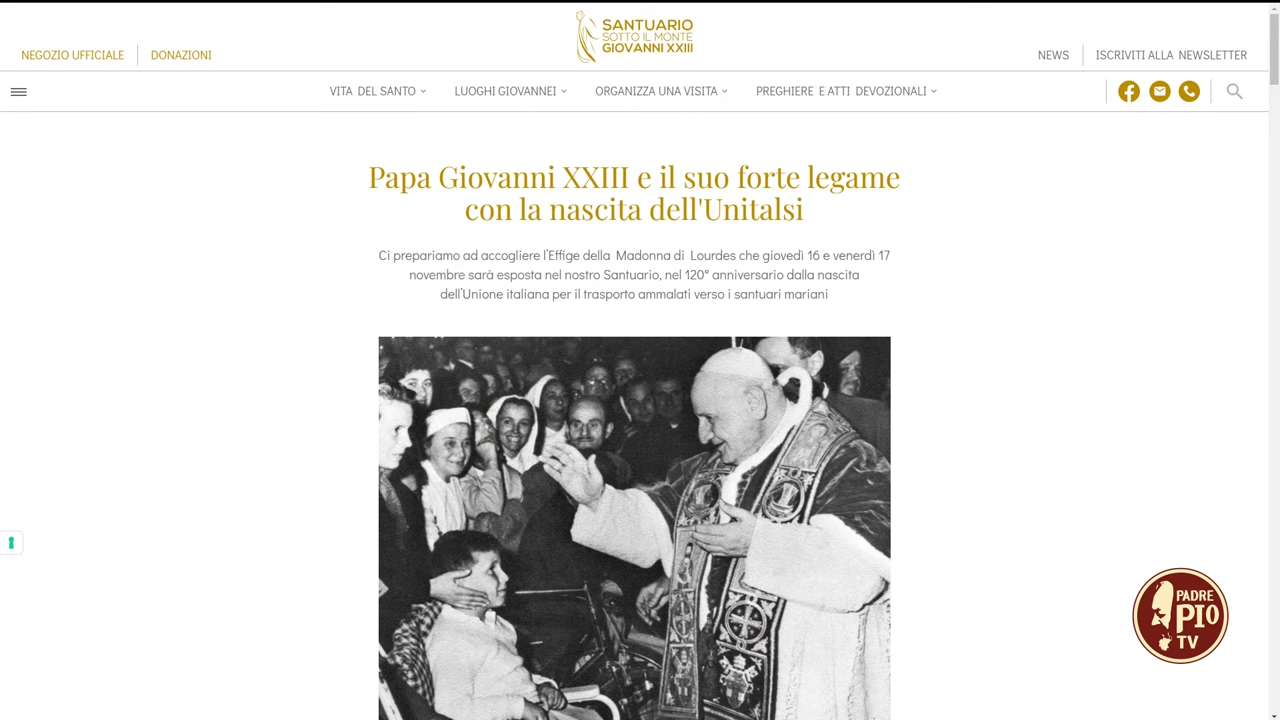 SANTUARIO
SOTTO IL MONTE
GIOVANNI XXIII
NEGOZIO UFFICIALE
DONAZIONI
NEWS
ISCRIVITI ALLA NEWSLETTER
VITA DEL SANTO
LUOGHI GIOVANNEI
ORGANIZZA UNA VISITA
PREGHIERE E ATTI DEVOZIONALI
Papa Giovanni XXIII e il suo forte legame
con la nascita dell'Unitalsi
Ci prepariamo ad accogliere l'Effige della Madonna di Lourdes che giovedì 16 e venerdì 17
novembre sarà esposta nel nostro Santuario, nel 120° anniversario dalla nascita
dell'Unione italiana per il trasporto ammalati verso i santuari mariani
PADRE
PIO
TV